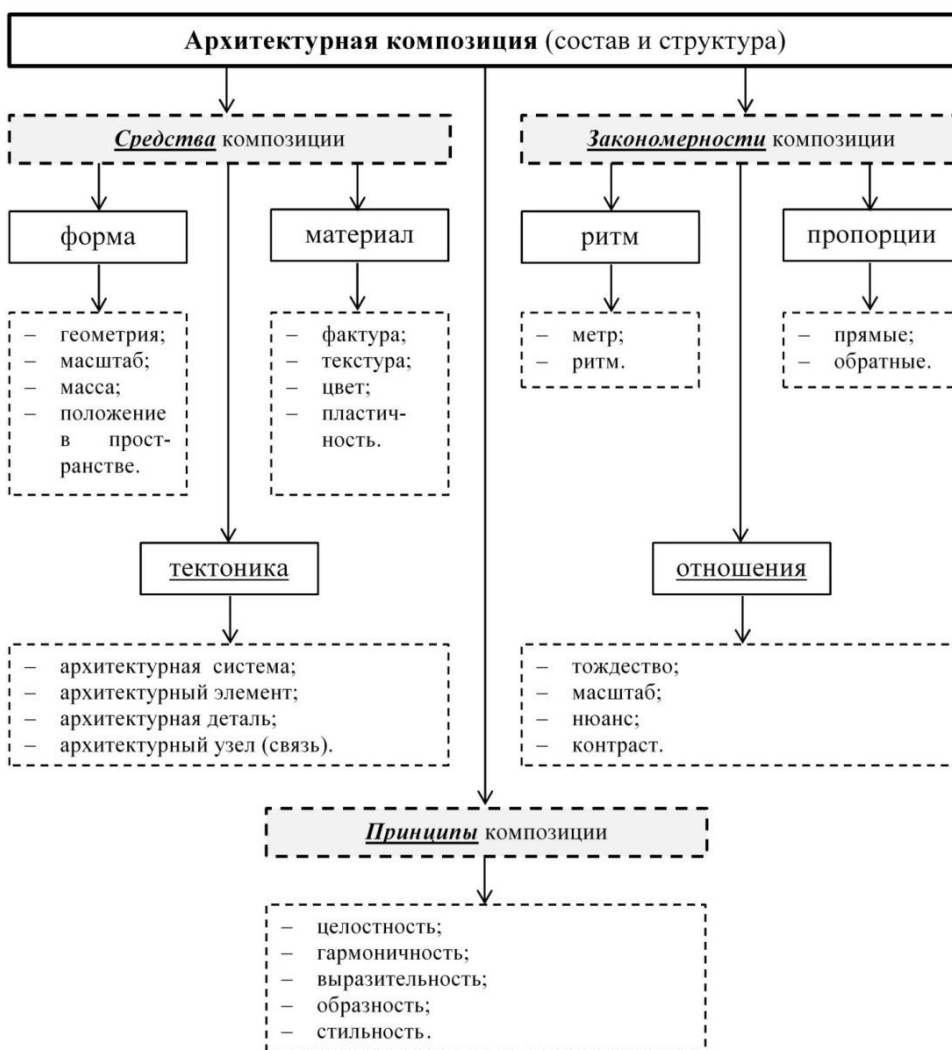 Архитектурная композиция (состав и структура)
Средства композиции
Закономерности композиции
форма
материал
ритм
пропорции
– геометрия;
– масштаб;
– масса;
– положение
в прост-
ранстве.
– фактура;
– текстура;
– цвет;
– пластич-
ность.
– метр;
– ритм.
– прямые;
– обратные.
тектоника
отношения
– архитектурная система;
– архитектурный элемент;
– архитектурная деталь;
– архитектурный узел (связь).
– тождество;
– масштаб;
– нюанс;
– контраст.
Принципы композиции
– целостность;
– гармоничность;
– выразительность;
– образность;
– стильность.